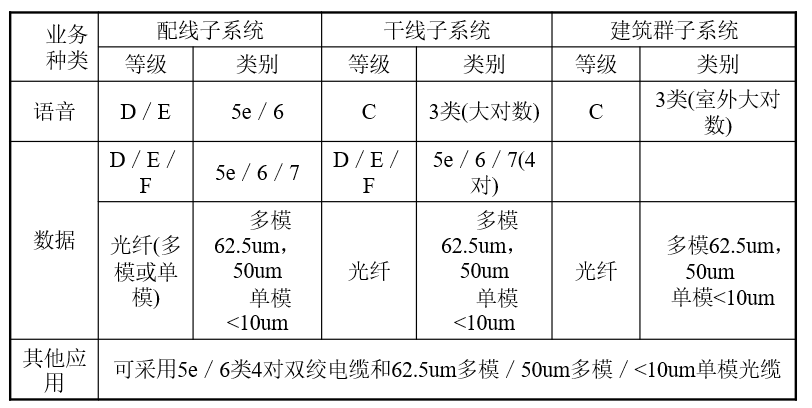 业务种类 配线子系统 干线子系统 建筑群子系统
等级 类别 等级 类别 等级 类别
语音 D／E 5e／6 C 3类(大对数) C 3类(室外大对数)
数据 D／E／F 5e／6／7 D／E／F 5e／6／7(4对)
光纤(多模或单模) 多模62.5um，50um 单模<10um 光纤 多模62.5um，50um 单模<10um 光纤 多模62.5um，50um 单模<10um
其他应用 可采用5e／6类4对双绞电缆和62.5um多模／50um多模／<10um单模光缆